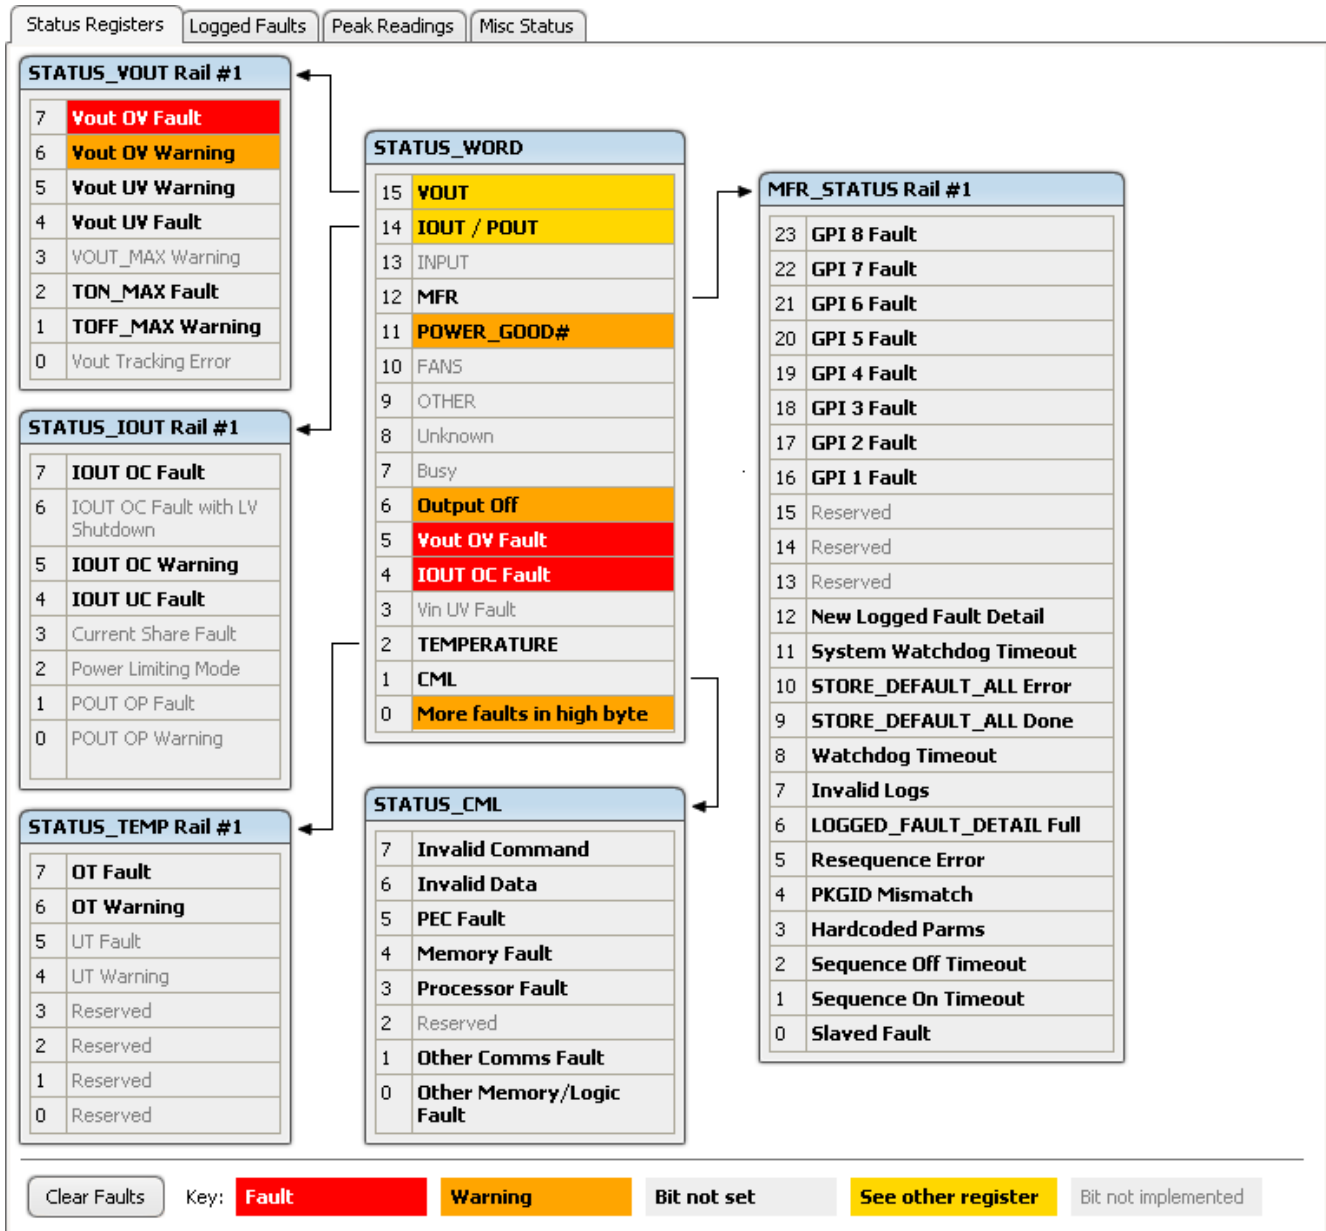 Status Registers
Logged Faults
Peak Readings
Misc Status
STATUS_VOUT Rail #1
7 Vout OV Fault
6 Vout OV Warning
5 Vout UV Warning
4 Vout UV Fault
3 VOUT_MAX Warning
2 TON_MAX Fault
1 TOFF_MAX Warning
0 Vout Tracking Error
STATUS_IOUT Rail #1
7 IOUT OC Fault
6 IOUT OC Fault with LV
Shutdown
5 IOUT OC Warning
4 IOUT UC Fault
3 Current Share Fault
2 Power Limiting Mode
1 POUT OP Fault
0 POUT OP Warning
STATUS_TEMP Rail #1
7 OT Fault
6 OT Warning
5 UT Fault
4 UT Warning
3 Reserved
2 Reserved
1 Reserved
0 Reserved
STATUS_WORD
15 VOUT
14 IOUT / POUT
13 INPUT
12 MFR
11 POWER_GOOD#
10 FANS
9 OTHER
8 Unknown
7 Busy
6 Output Off
5 Vout OV Fault
4 IOUT OC Fault
3 Vin UV Fault
2 TEMPERATURE
1 CML
0 More faults in high byte
STATUS_CML
7 Invalid Command
6 Invalid Data
5 PEC Fault
4 Memory Fault
3 Processor Fault
2 Reserved
1 Other Comms Fault
0 Other Memory/Logic
Fault
MFR_STATUS Rail #1
23 GPI 8 Fault
22 GPI 7 Fault
21 GPI 6 Fault
20 GPI 5 Fault
19 GPI 4 Fault
18 GPI 3 Fault
17 GPI 2 Fault
16 GPI 1 Fault
15 Reserved
14 Reserved
13 Reserved
12 New Logged Fault Detail
11 System Watchdog Timeout
10 STORE_DEFAULT_ALL Error
9 STORE_DEFAULT_ALL Done
8 Watchdog Timeout
7 Invalid Logs
6 LOGGED_FAULT_DETAIL Full
5 Resequence Error
4 PKGID Mismatch
3 Hardcoded Parms
2 Sequence Off Timeout
1 Sequence On Timeout
0 Slaved Fault
Clear Faults
Key:
Fault
Warning
Bit not set
See other register
Bit not implemented